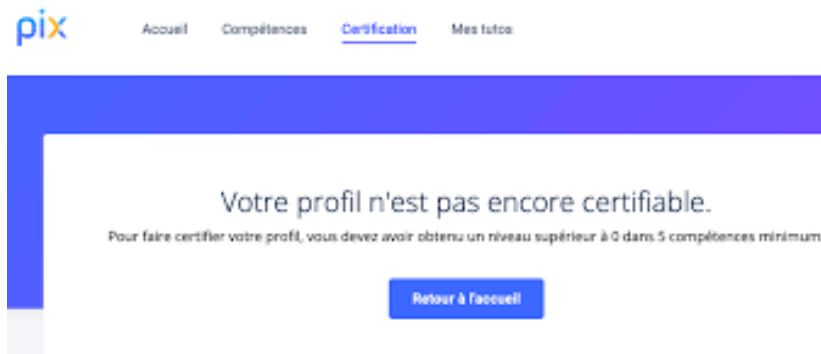 pix
Accueil Compétences Certification Mes tutos
Votre profil n'est pas encore certifiable.
Pour faire certifier votre profil, vous devez avoir obtenu un niveau supérieur à 0 dans 5 compétences minimum
Retour à l'accueil